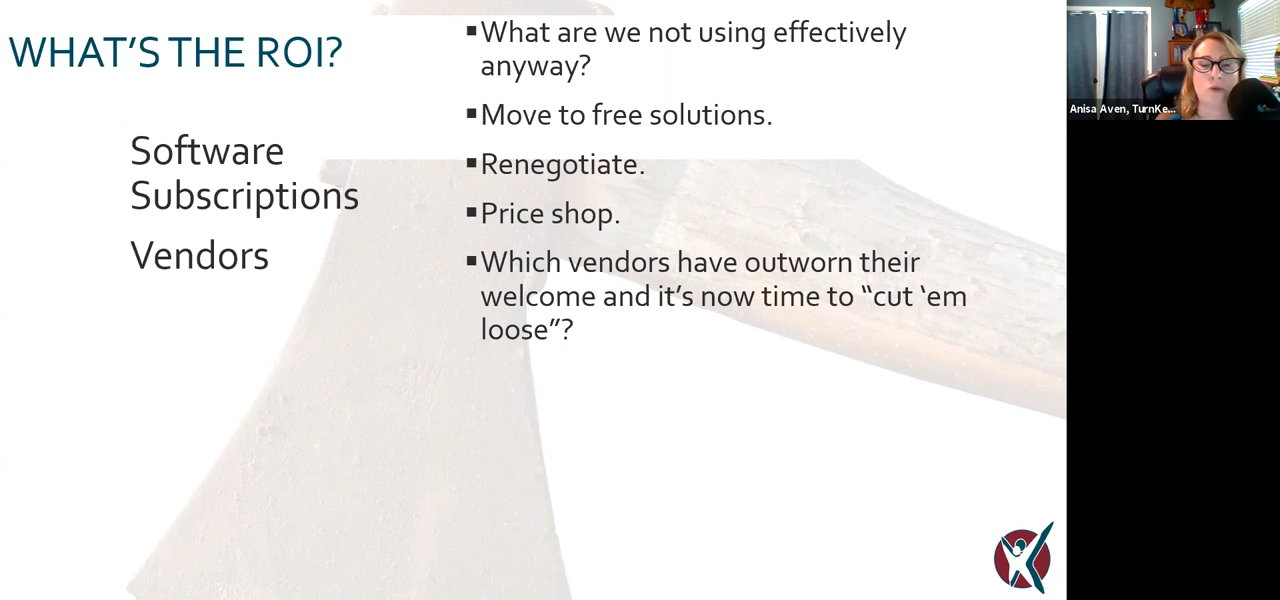 WHAT'S THE ROI?
Software
Subscriptions
Vendors
▪What are we not using effectively
anyway?
▪Move to free solutions.
▪Renegotiate.
▪Price shop.
▪Which vendors have outworn their
welcome and it's now time to “cut ‘em
loose”?
Anisa Aven, TurnKe...